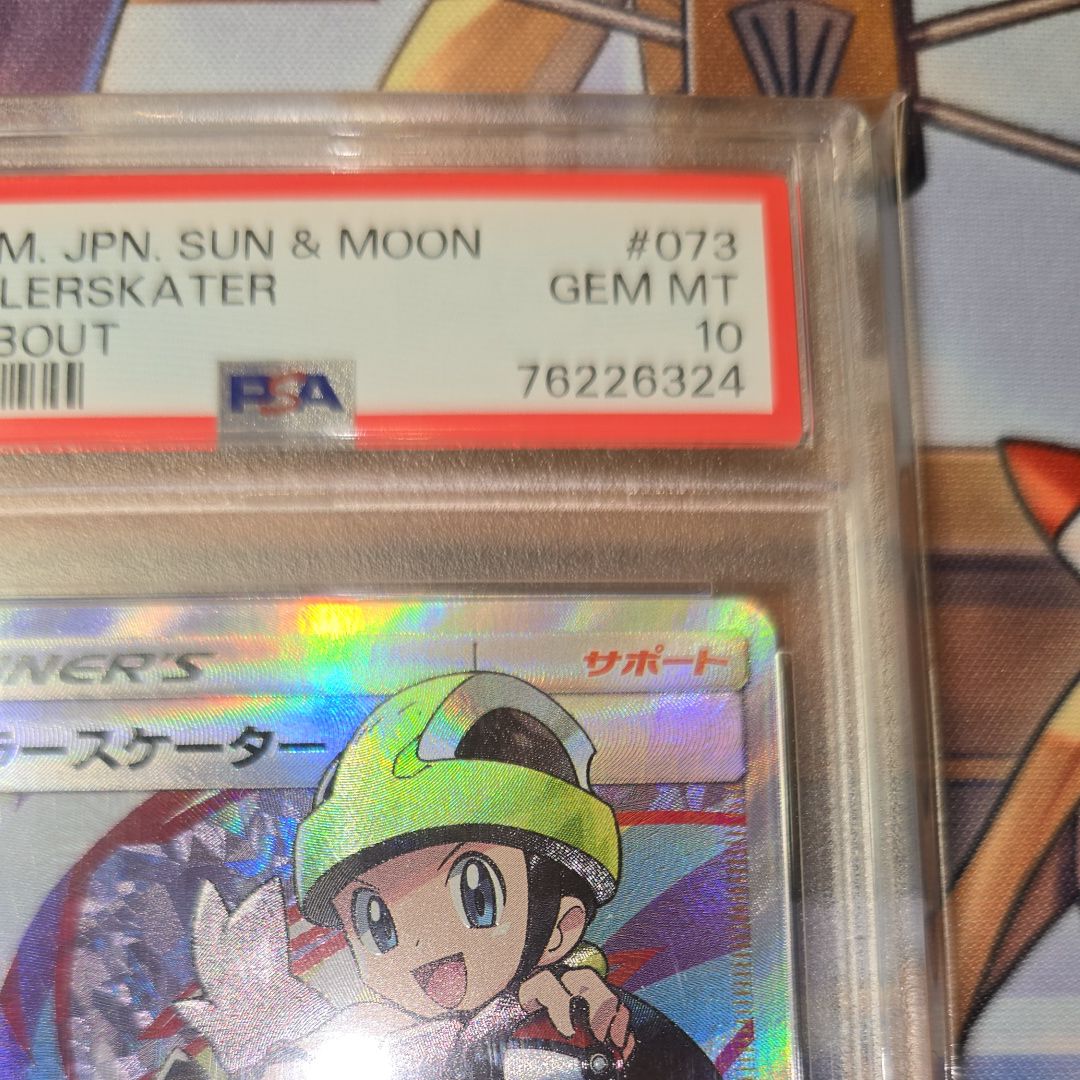 M. JPN. SUN & MOON #073
LERSKATER GEM MT
BOUT 10
PSA 76226324
NER'S サポート
ラースケーター